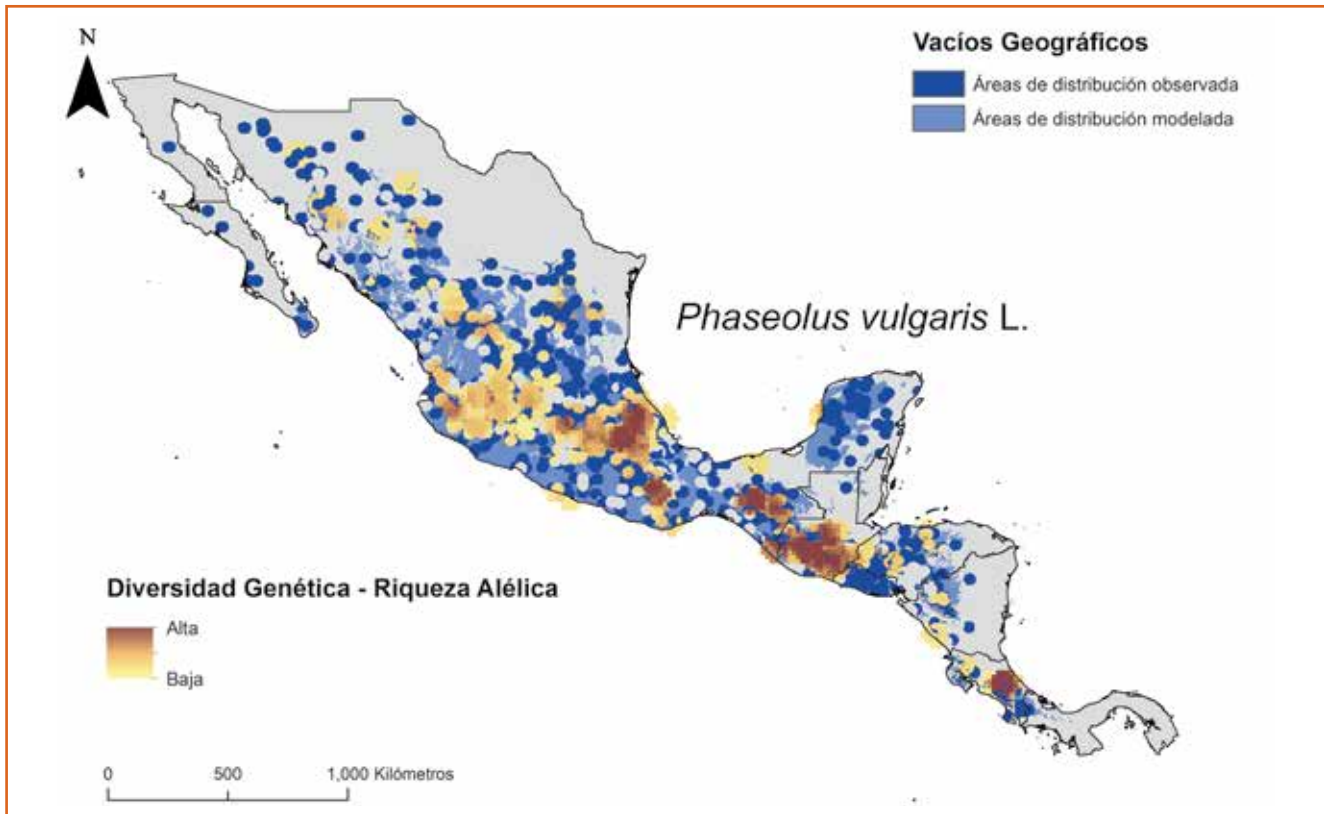 N
Vacíos Geográficos
Áreas de distribución observada
Áreas de distribución modelada
Phaseolus vulgaris L.
Diversidad Genética - Riqueza Alélica
Alta
Baja
0 500 1,000 Kilómetros